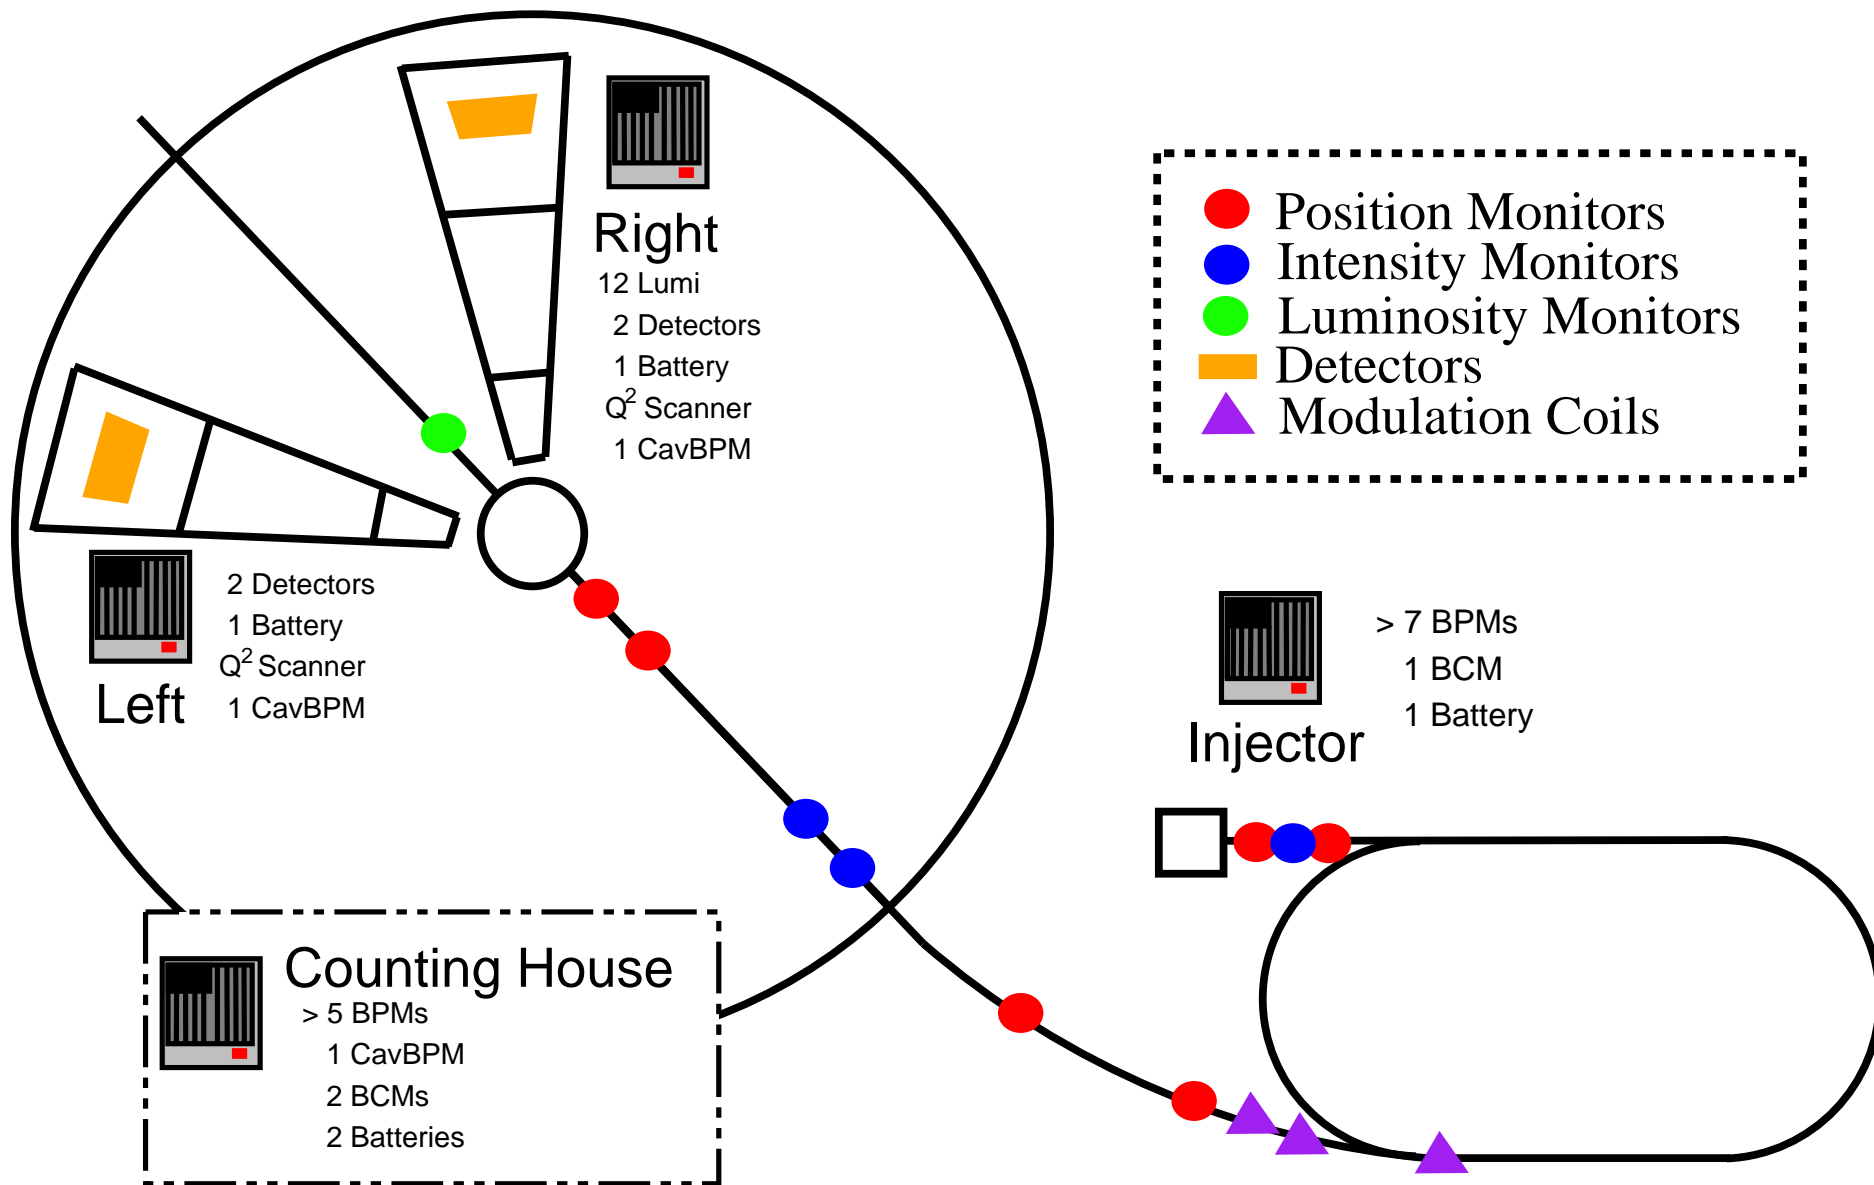 Right
12 Lumi
2 Detectors
1 Battery
Q² Scanner
1 CavBPM
Position Monitors
Intensity Monitors
Luminosity Monitors
Detectors
Modulation Coils
Left
2 Detectors
1 Battery
Q² Scanner
1 CavBPM
Injector
> 7 BPMs
1 BCM
1 Battery
Counting House
> 5 BPMs
1 CavBPM
2 BCMs
2 Batteries